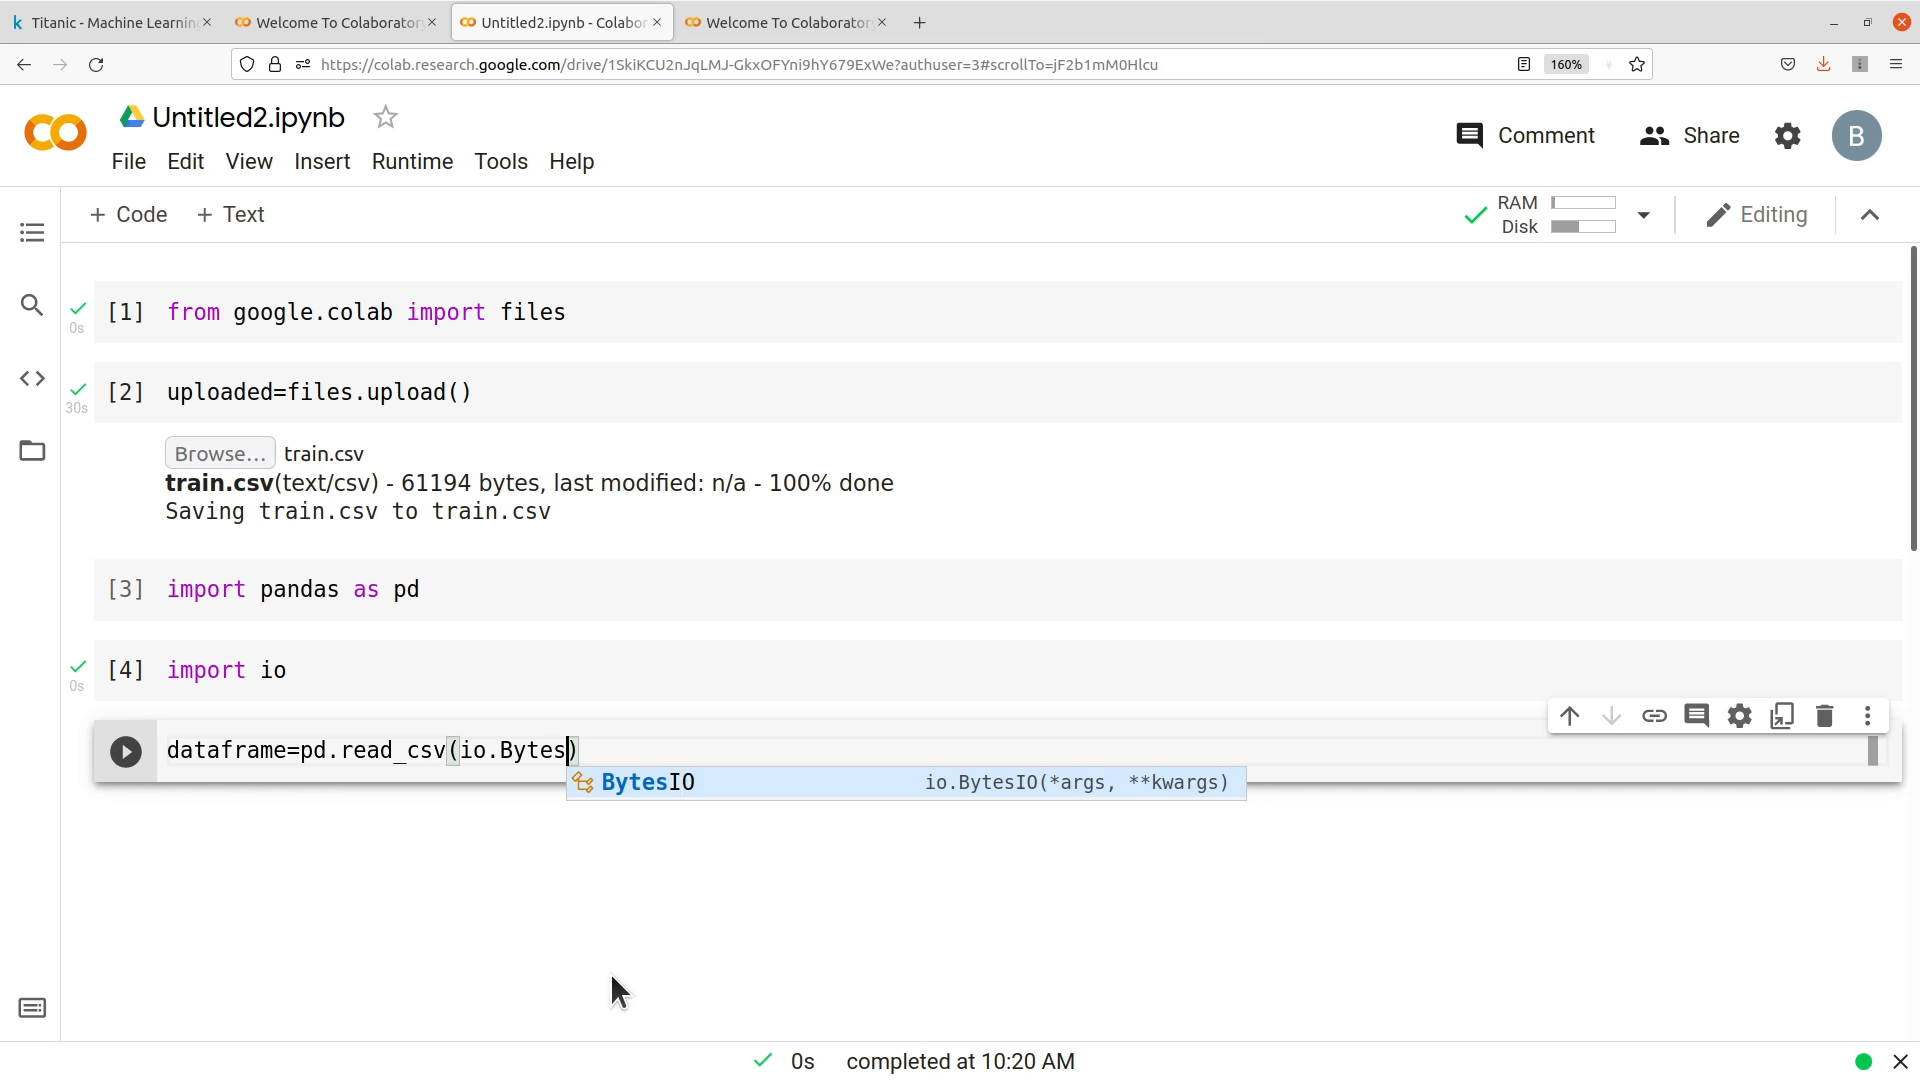 Titanic - Machine Learning
Welcome To Colaboratory
Untitled2.ipynb - Colabor
Welcome To Colaboratory
https://colab.research.google.com/drive/1SkiKCU2nJqLMJ-GkxOFYni9hY679ExWe?authuser=3#scrollTo=jF2b1mM0Hlcu
160%
Untitled2.ipynb
Comment
Share
B
File Edit View Insert Runtime Tools Help
+ Code + Text
RAM
Disk
Editing
[1] from google.colab import files
0s
[2] uploaded=files.upload()
30s
Browse... train.csv
train.csv(text/csv) - 61194 bytes, last modified: n/a - 100% done
Saving train.csv to train.csv
[3] import pandas as pd
[4] import io
0s
dataframe=pd.read_csv(io.Bytes)
BytesIO io.BytesIO(*args, **kwargs)
0s completed at 10:20 AM